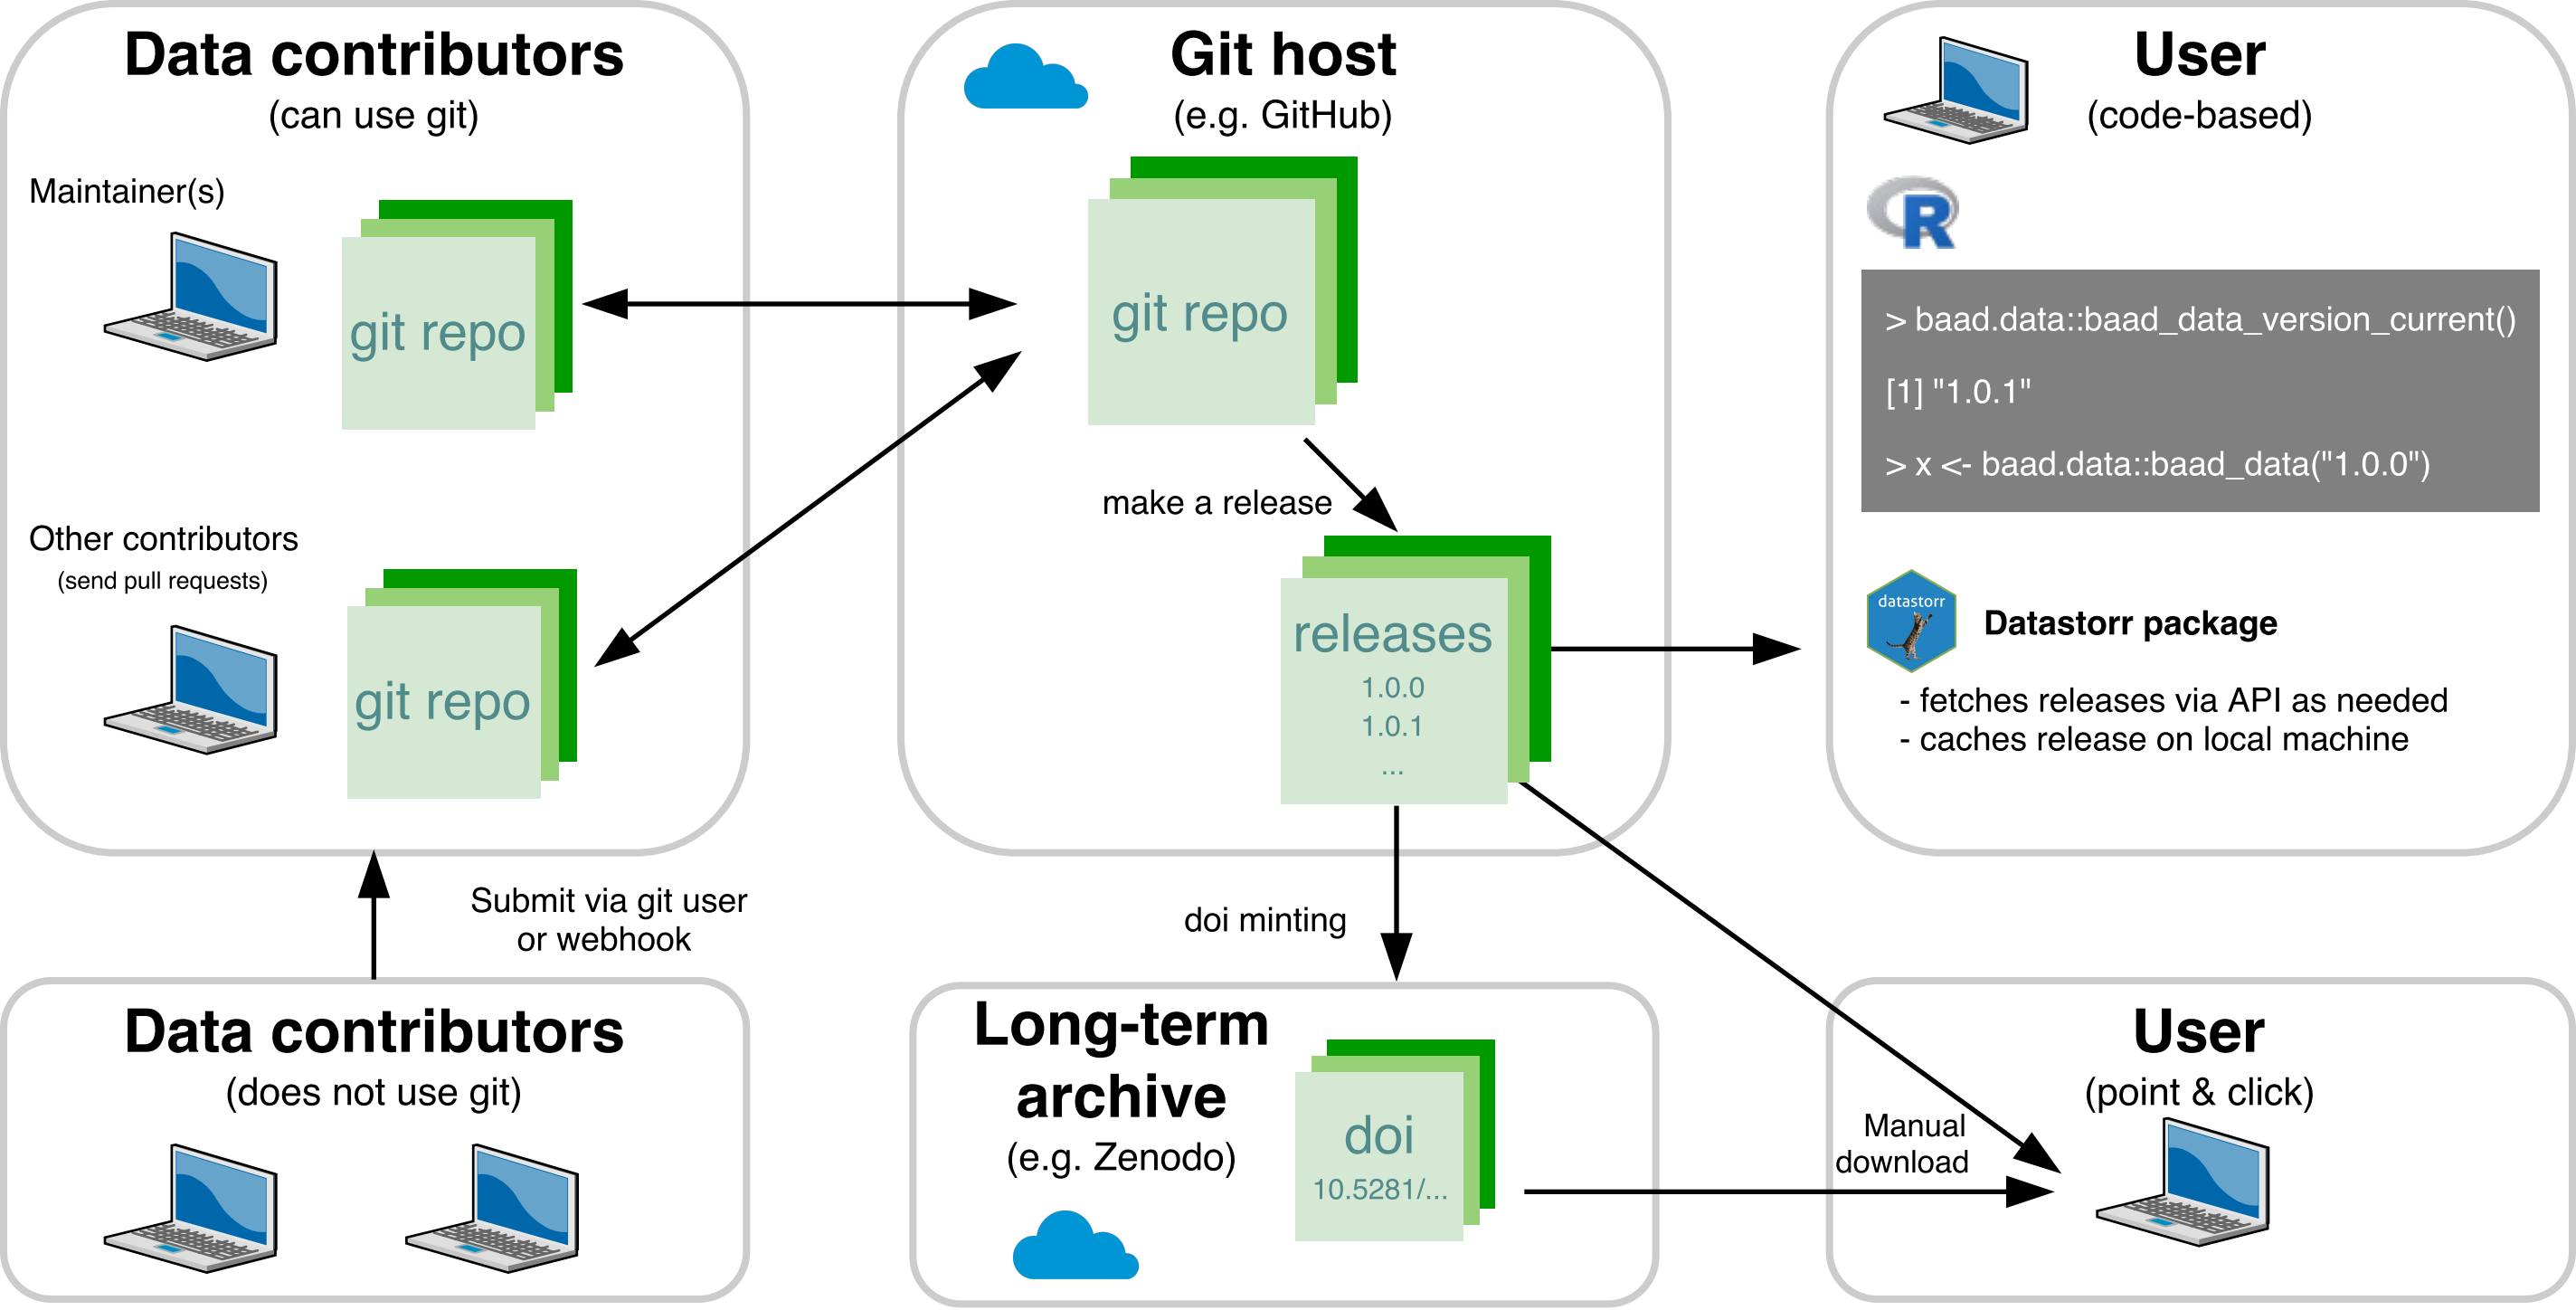 Data contributors
(can use git)
Maintainer(s)
git repo
Other contributors
(send pull requests)
git repo
Submit via git user
or webhook
Data contributors
(does not use git)
Git host
(e.g. GitHub)
git repo
make a release
releases
1.0.0
1.0.1
...
doi minting
Long-term
archive
(e.g. Zenodo)
doi
10.5281/...
User
(code-based)
R
> baad.data::baad_data_version_current()
[1] "1.0.1"
> x <- baad.data::baad_data("1.0.0")
datastorr
Datastorr package
- fetches releases via API as needed
- caches release on local machine
User
(point & click)
Manual
download